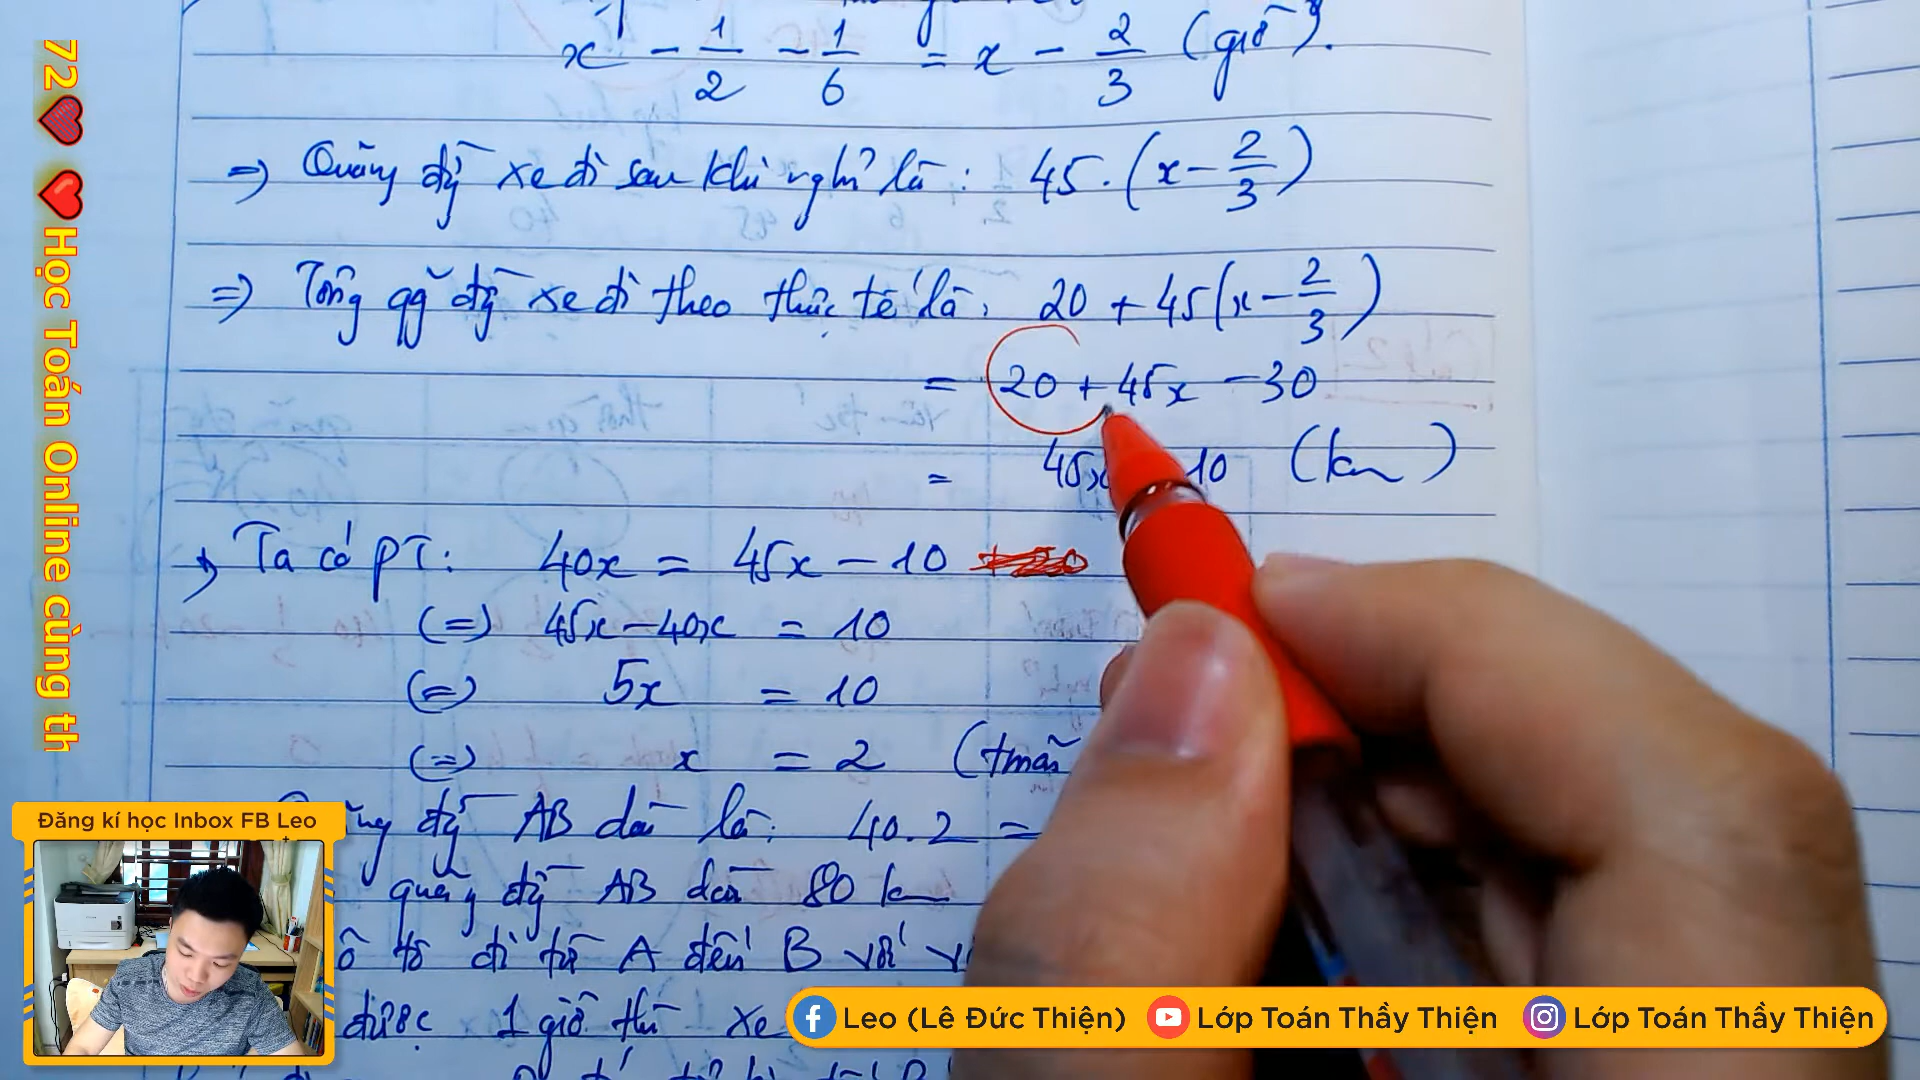 x - 1/2 - 1/6 = x - 2/3 (giờ).
=> Quãng đg xe đi sau khi nghỉ là: 45.(x - 2/3)
=> Tổng qg đg xe đi theo thực tế là: 20 + 45(x - 2/3)
= 20 + 45x - 30
= 45x 10 (km)
Ta có PT: 40x = 45x - 10
(=) 45x - 40x = 10
(=) 5x = 10
(=) x = 2 (tmãn
đg AB dài là: 40.2 =
quãng đg AB dài 80 km
ô tô đi từ A đến B với v
được 1 giờ thì xe
72❤️ ❤️Học Toán Online cùng th
Đăng kí học Inbox FB Leo
Leo (Lê Đức Thiện) Lớp Toán Thầy Thiện Lớp Toán Thầy Thiện